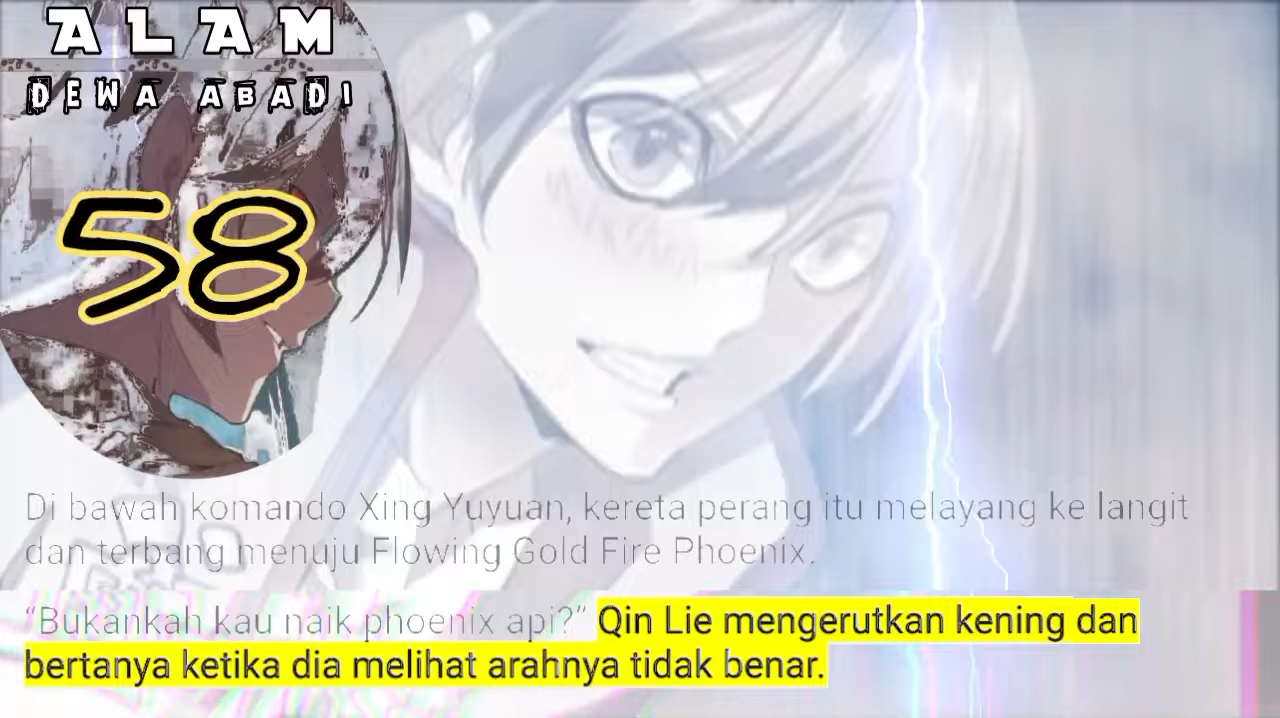 ALAM
DEWA ABADI
58
Di bawah komando Xing Yuyuan, kereta perang itu melayang ke langit
dan terbang menuju Flowing Gold Fire Phoenix.
“Bukankah kau naik phoenix api?” Qin Lie mengerutkan kening dan
bertanya ketika dia melihat arahnya tidak benar.